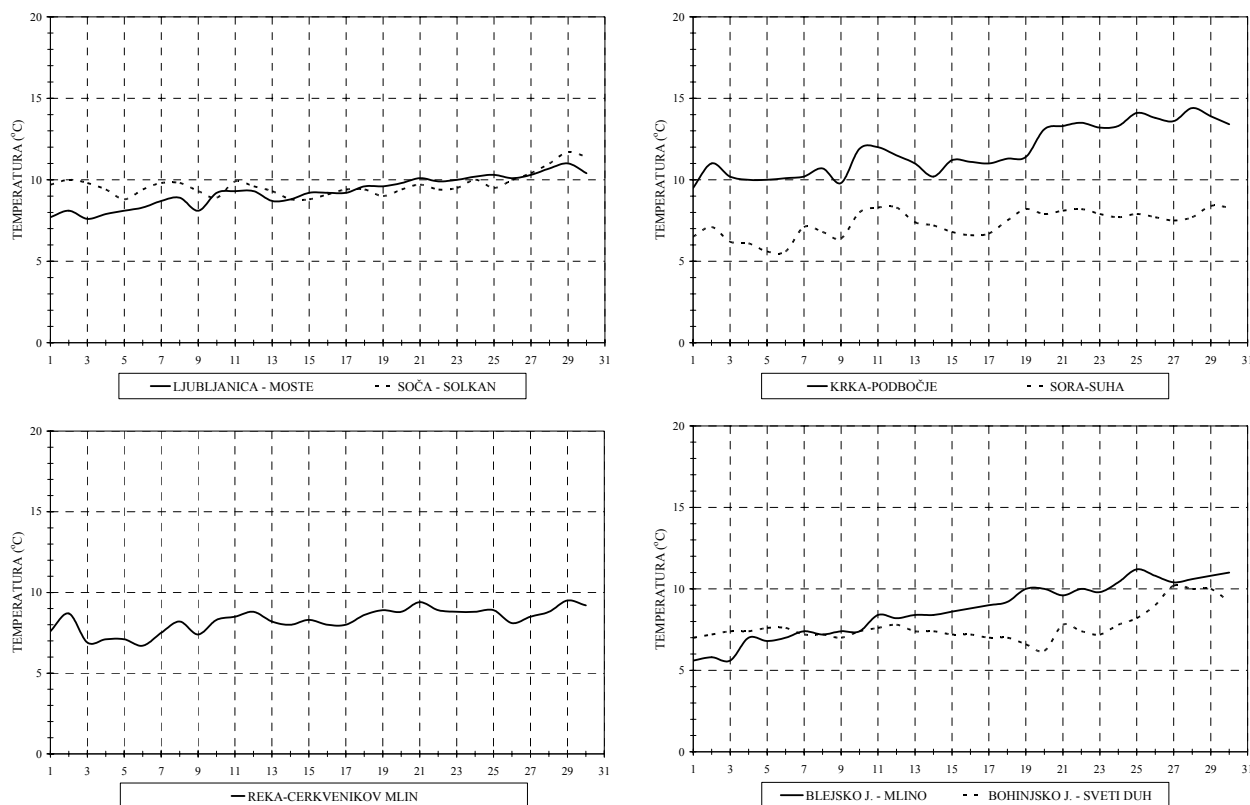 TEMPERATURA (°C)
20
15
10
5
0
1 3 5 7 9 11 13 15 17 19 21 23 25 27 29 31
LJUBLJANICA - MOSTE SOČA - SOLKAN
TEMPERATURA (°C)
20
15
10
5
0
1 3 5 7 9 11 13 15 17 19 21 23 25 27 29 31
KRKA-PODBOČJE SORA-SUHA
TEMPERATURA (°C)
20
15
10
5
0
1 3 5 7 9 11 13 15 17 19 21 23 25 27 29 31
REKA-CERKVENIKOV MLIN
TEMPERATURA (°C)
20
15
10
5
0
1 3 5 7 9 11 13 15 17 19 21 23 25 27 29 31
BLEJSKO J. - MLINO BOHINJSKO J. - SVETI DUH